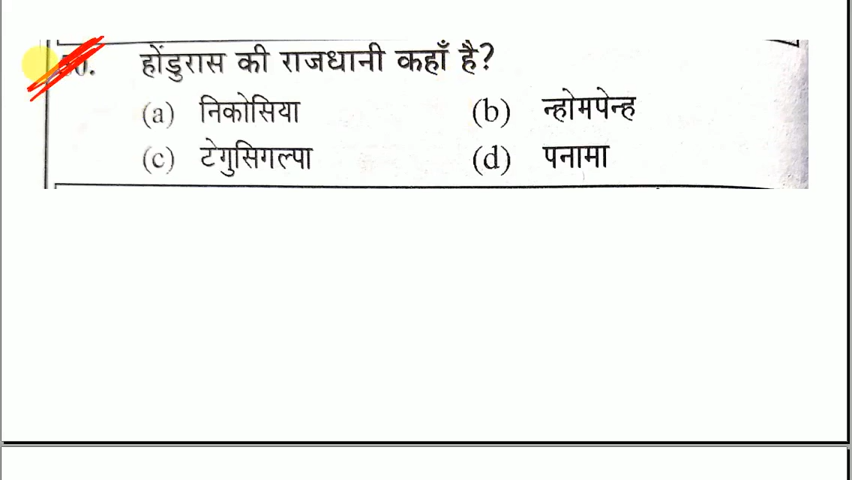 होंडुरास की राजधानी कहाँ है?
(a) निकोसिया (b) न्होमपेन्ह
(c) टेगुसिगल्पा (d) पनामा